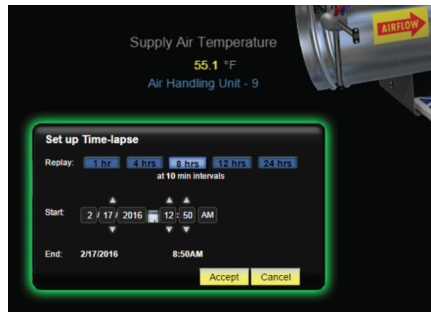 AIRFLOW
Supply Air Temperature
55.1 °F
Air Handling Unit - 9
Set up Time-lapse
Replay: 1 hr 4 hrs 8 hrs 12 hrs 24 hrs
at 10 min intervals
Start: 2 / 17 / 2016 12 : 50 AM
End: 2/17/2016 8:50AM
Accept Cancel